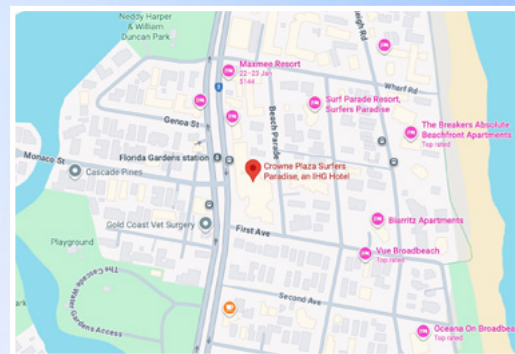 Neddy Harper
& William
Duncan Park
Maxmee Resort
22–23 Jan
$144
Wharf Rd
Surf Parade Resort,
Surfers Paradise
Beach Parade
Genoa St
The Breakers Absolute
Beachfront Apartments
Top rated
Monaco St
Florida Gardens station
Cascade Pines
Crowne Plaza Surfers
Paradise, an IHG Hotel
Gold Coast Vet Surgery
First Ave
Biarritz Apartments
Playground
Vue Broadbeach
Top rated
The Cascade Water
Gardens Access
Second Ave
ark
Oceana On Broadbea
Top rated